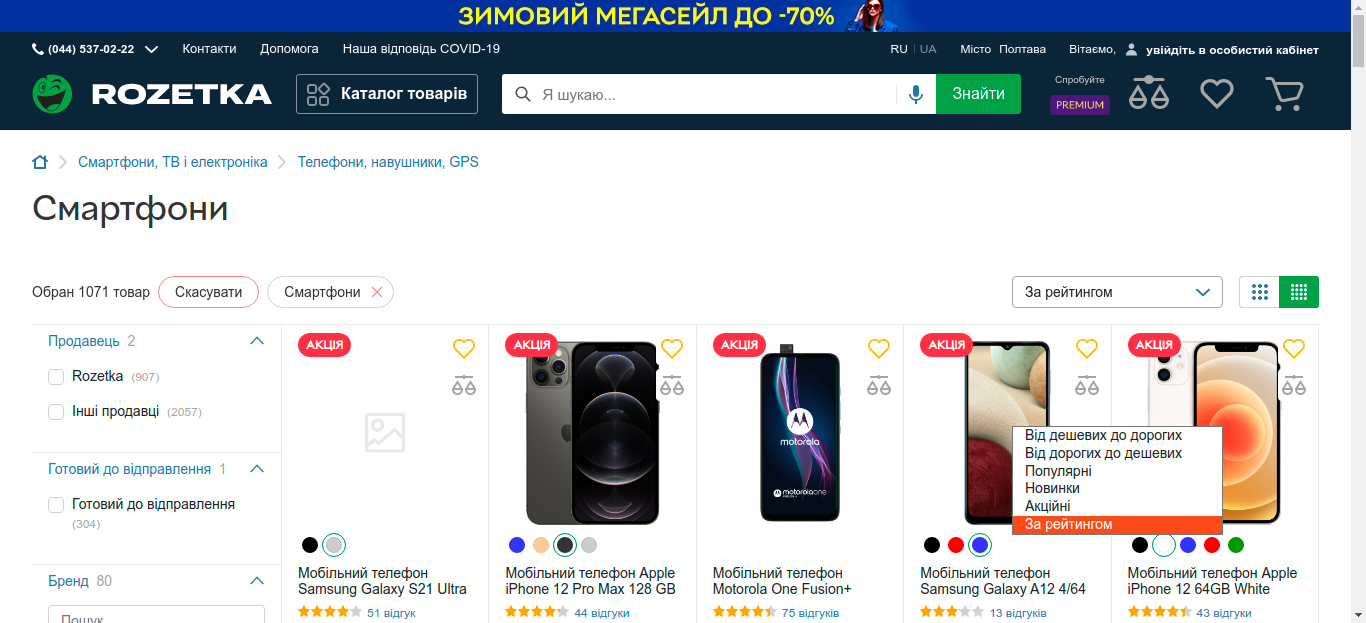 ЗИМОВИЙ МЕГАСЕЙЛ ДО -70%
(044) 537-02-22
Контакти
Допомога
Наша відповідь COVID-19
RU | UA
Місто Полтава
Вітаємо, увійдіть в особистий кабінет
ROZETKA
Каталог товарів
Я шукаю...
Знайти
Спробуйте
PREMIUM
Смартфони, ТВ і електроніка
Телефони, навушники, GPS
Смартфони
Обран 1071 товар
Скасувати
Смартфони
За рейтингом
Продавець 2
Rozetka (907)
Інші продавці (2057)
Готовий до відправлення 1
Готовий до відправлення
(304)
Бренд 80
Пошук
АКЦІЯ
Мобільний телефон
Samsung Galaxy S21 Ultra
51 відгук
АКЦІЯ
Мобільний телефон Apple
iPhone 12 Pro Max 128 GB
44 відгуки
АКЦІЯ
motorola
motorolaone
Мобільний телефон
Motorola One Fusion+
75 відгуків
АКЦІЯ
Мобільний телефон
Samsung Galaxy A12 4/64
13 відгуків
АКЦІЯ
Мобільний телефон Apple
iPhone 12 64GB White
43 відгуки
Від дешевих до дорогих
Від дорогих до дешевих
Популярні
Новинки
Акційні
За рейтингом